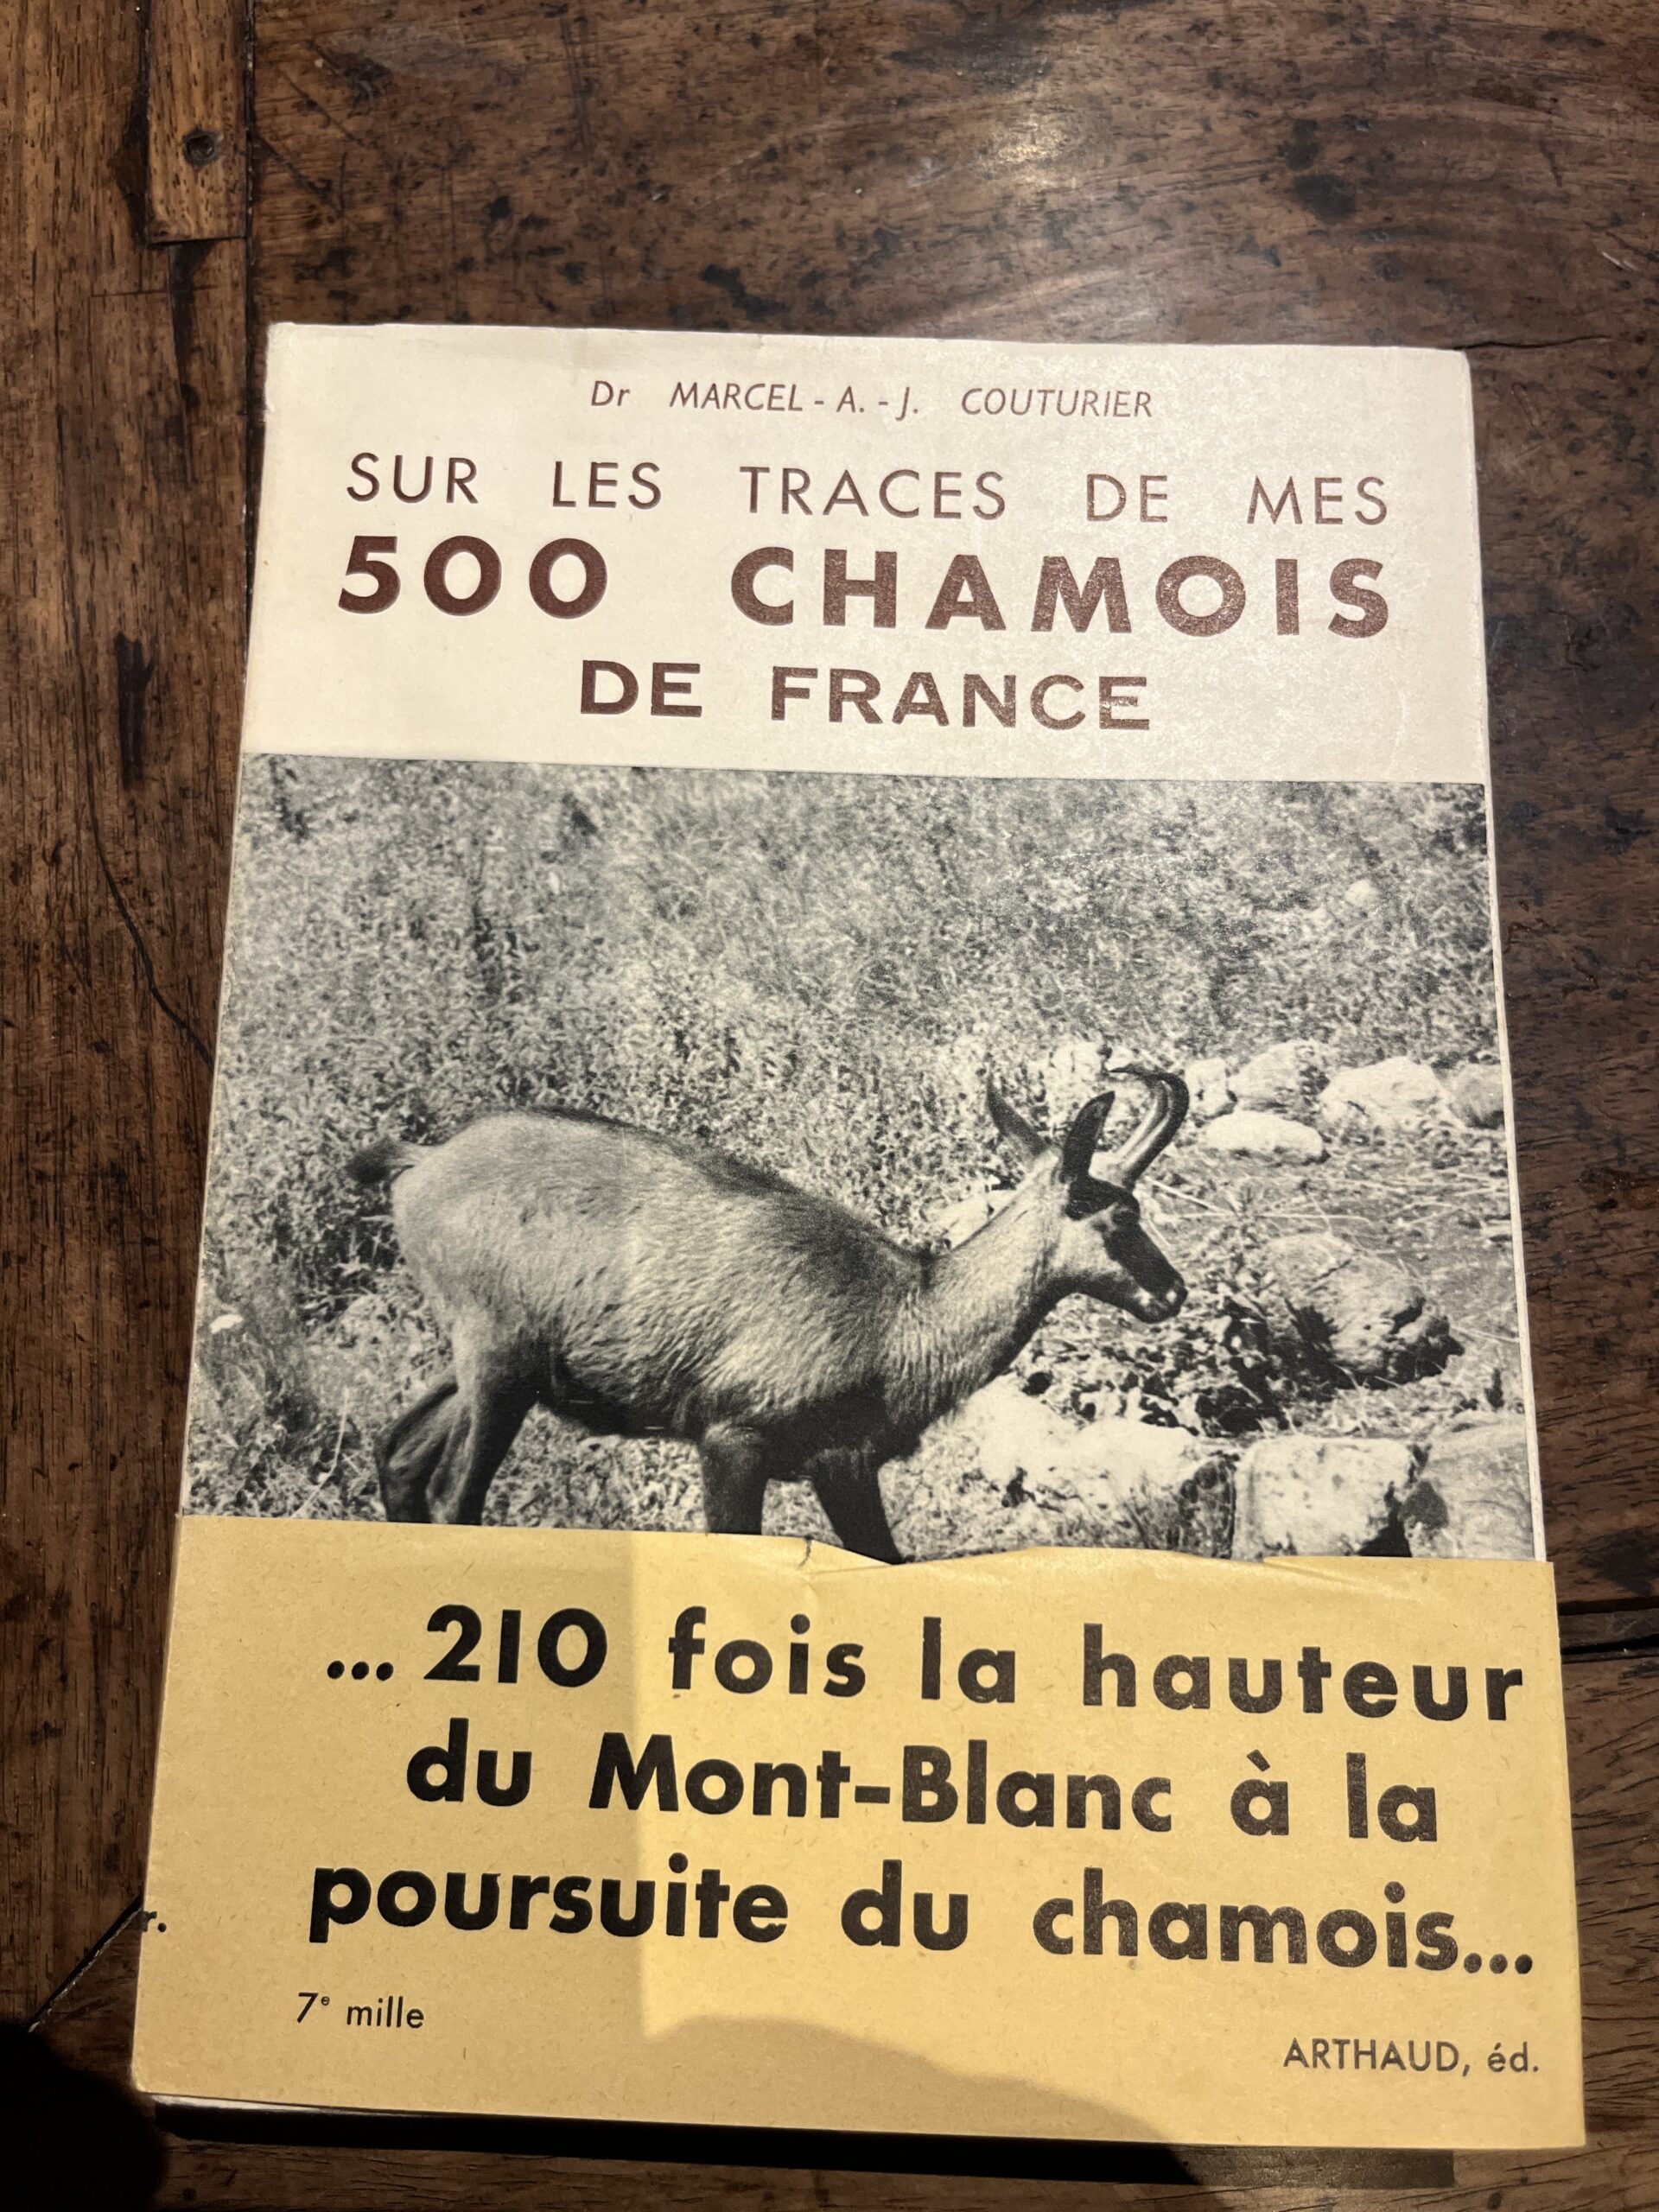 Dr MARCEL - A. - J. COUTURIER
SUR LES TRACES DE MES
500 CHAMOIS
DE FRANCE
...210 fois la hauteur
du Mont-Blanc à la
poursuite du chamois...
r.
7e mille
ARTHAUD, éd.